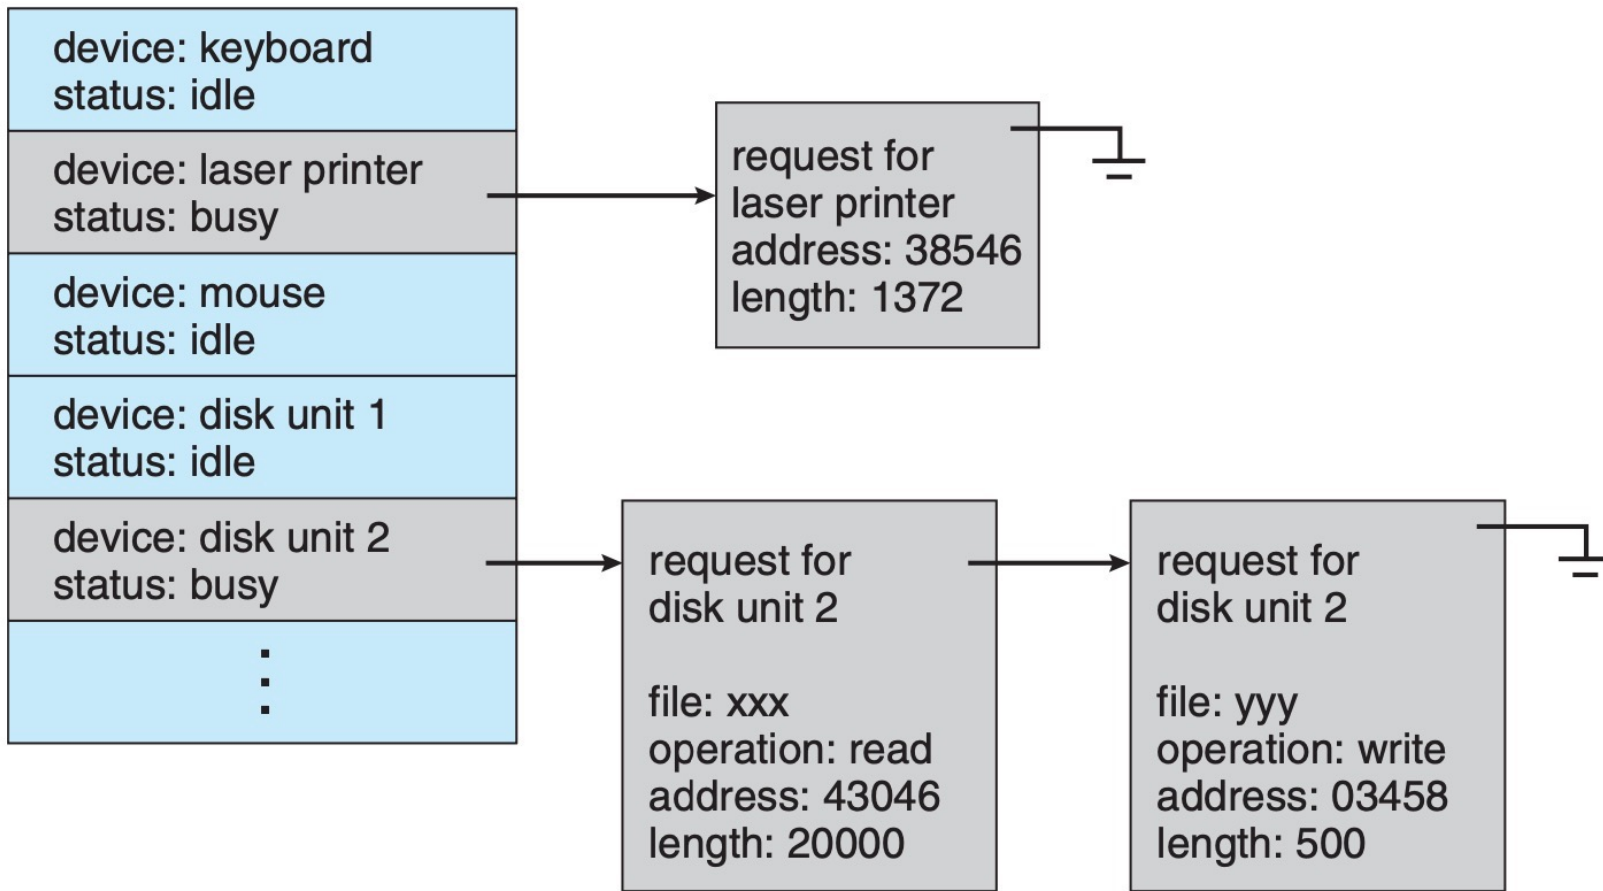 device: keyboard
status: idle
device: laser printer
status: busy
device: mouse
status: idle
device: disk unit 1
status: idle
device: disk unit 2
status: busy
request for
laser printer
address: 38546
length: 1372
request for
disk unit 2
file: xxx
operation: read
address: 43046
length: 20000
request for
disk unit 2
file: yyy
operation: write
address: 03458
length: 500